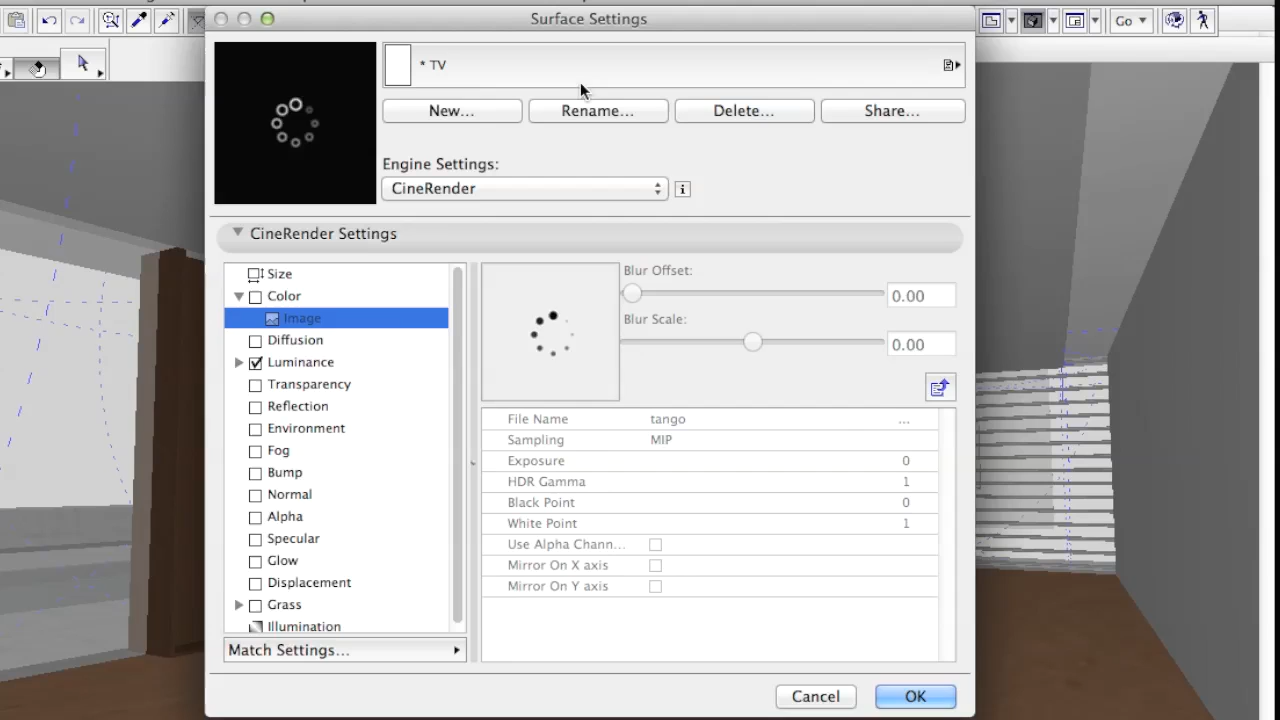 Surface Settings
Go
* TV
New...
Rename...
Delete...
Share...
Engine Settings:
CineRender
i
CineRender Settings
Size
Color
Image
Diffusion
Luminance
Transparency
Reflection
Environment
Fog
Bump
Normal
Alpha
Specular
Glow
Displacement
Grass
Illumination
Match Settings...
Blur Offset:
0.00
Blur Scale:
0.00
File Name tango ...
Sampling MIP
Exposure 0
HDR Gamma 1
Black Point 0
White Point 1
Use Alpha Chann...
Mirror On X axis
Mirror On Y axis
Cancel
OK